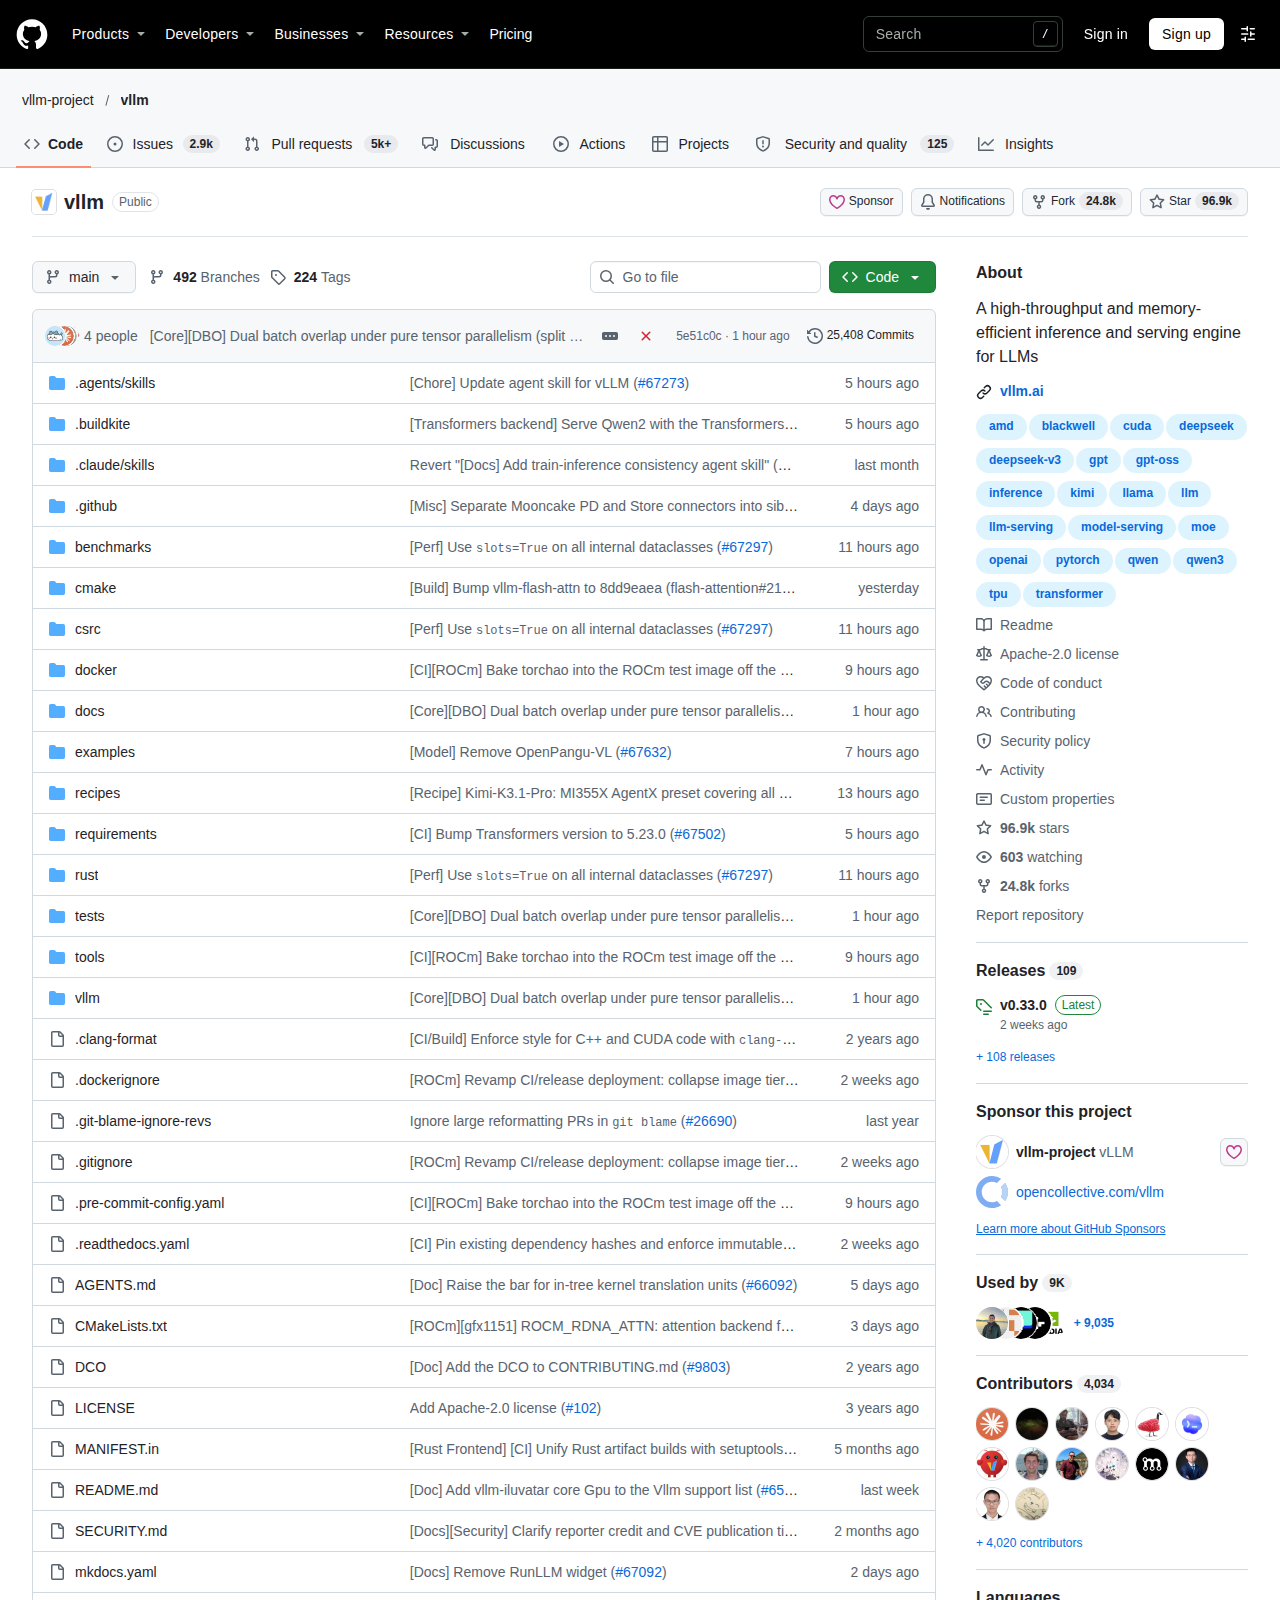 Products Developers Businesses Resources Pricing Search / Sign in Sign up
vllm-project / vllm
Code Issues 2.9k Pull requests 5k+ Discussions Actions Projects Security and quality 125 Insights
vllm Public Sponsor Notifications Fork 24.8k Star 96.9k
main 492 Branches 224 Tags Go to file Code
4 people [Core][DBO] Dual batch overlap under pure tensor parallelism (split … 5e51c0c · 1 hour ago 25,408 Commits
.agents/skills [Chore] Update agent skill for vLLM (#67273) 5 hours ago
.buildkite [Transformers backend] Serve Qwen2 with the Transformers… 5 hours ago
.claude/skills Revert "[Docs] Add train-inference consistency agent skill" (… last month
.github [Misc] Separate Mooncake PD and Store connectors into sib… 4 days ago
benchmarks [Perf] Use slots=True on all internal dataclasses (#67297) 11 hours ago
cmake [Build] Bump vllm-flash-attn to 8dd9eaea (flash-attention#21… yesterday
csrc [Perf] Use slots=True on all internal dataclasses (#67297) 11 hours ago
docker [CI][ROCm] Bake torchao into the ROCm test image off the … 9 hours ago
docs [Core][DBO] Dual batch overlap under pure tensor parallelis… 1 hour ago
examples [Model] Remove OpenPangu-VL (#67632) 7 hours ago
recipes [Recipe] Kimi-K3.1-Pro: MI355X AgentX preset covering all … 13 hours ago
requirements [CI] Bump Transformers version to 5.23.0 (#67502) 5 hours ago
rust [Perf] Use slots=True on all internal dataclasses (#67297) 11 hours ago
tests [Core][DBO] Dual batch overlap under pure tensor parallelis… 1 hour ago
tools [CI][ROCm] Bake torchao into the ROCm test image off the … 9 hours ago
vllm [Core][DBO] Dual batch overlap under pure tensor parallelis… 1 hour ago
.clang-format [CI/Build] Enforce style for C++ and CUDA code with clang-… 2 years ago
.dockerignore [ROCm] Revamp CI/release deployment: collapse image tier… 2 weeks ago
.git-blame-ignore-revs Ignore large reformatting PRs in git blame (#26690) last year
.gitignore [ROCm] Revamp CI/release deployment: collapse image tier… 2 weeks ago
.pre-commit-config.yaml [CI][ROCm] Bake torchao into the ROCm test image off the … 9 hours ago
.readthedocs.yaml [CI] Pin existing dependency hashes and enforce immutable… 2 weeks ago
AGENTS.md [Doc] Raise the bar for in-tree kernel translation units (#66092) 5 days ago
CMakeLists.txt [ROCm][gfx1151] ROCM_RDNA_ATTN: attention backend f… 3 days ago
DCO [Doc] Add the DCO to CONTRIBUTING.md (#9803) 2 years ago
LICENSE Add Apache-2.0 license (#102) 3 years ago
MANIFEST.in [Rust Frontend] [CI] Unify Rust artifact builds with setuptools… 5 months ago
README.md [Doc] Add vllm-iluvatar core Gpu to the Vllm support list (#65… last week
SECURITY.md [Docs][Security] Clarify reporter credit and CVE publication ti… 2 months ago
mkdocs.yaml [Docs] Remove RunLLM widget (#67092) 2 days ago
About
A high-throughput and memory-
efficient inference and serving engine
for LLMs
vllm.ai
amd blackwell cuda deepseek
deepseek-v3 gpt gpt-oss
inference kimi llama llm
llm-serving model-serving moe
openai pytorch qwen qwen3
tpu transformer
Readme
Apache-2.0 license
Code of conduct
Contributing
Security policy
Activity
Custom properties
96.9k stars
603 watching
24.8k forks
Report repository
Releases 109
v0.33.0 Latest
2 weeks ago
+ 108 releases
Sponsor this project
vllm-project vLLM
opencollective.com/vllm
Learn more about GitHub Sponsors
Used by 9K
+ 9,035
Contributors 4,034
+ 4,020 contributors
Languages